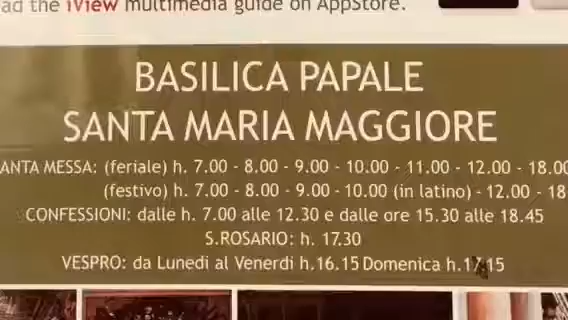 ad the iView multimedia guide on AppStore.
BASILICA PAPALE
SANTA MARIA MAGGIORE
ANTA MESSA: (feriale) h. 7.00 - 8.00 - 9.00 - 10.00 - 11.00 - 12.00 - 18.00
(festivo) h. 7.00 - 8.00 - 9.00 - 10.00 (in latino) - 12.00 - 18
CONFESSIONI: dalle h. 7.00 alle 12.30 e dalle ore 15.30 alle 18.45
S.ROSARIO: h. 17.30
VESPRO: da Lunedi al Venerdi h.16.15 Domenica h.